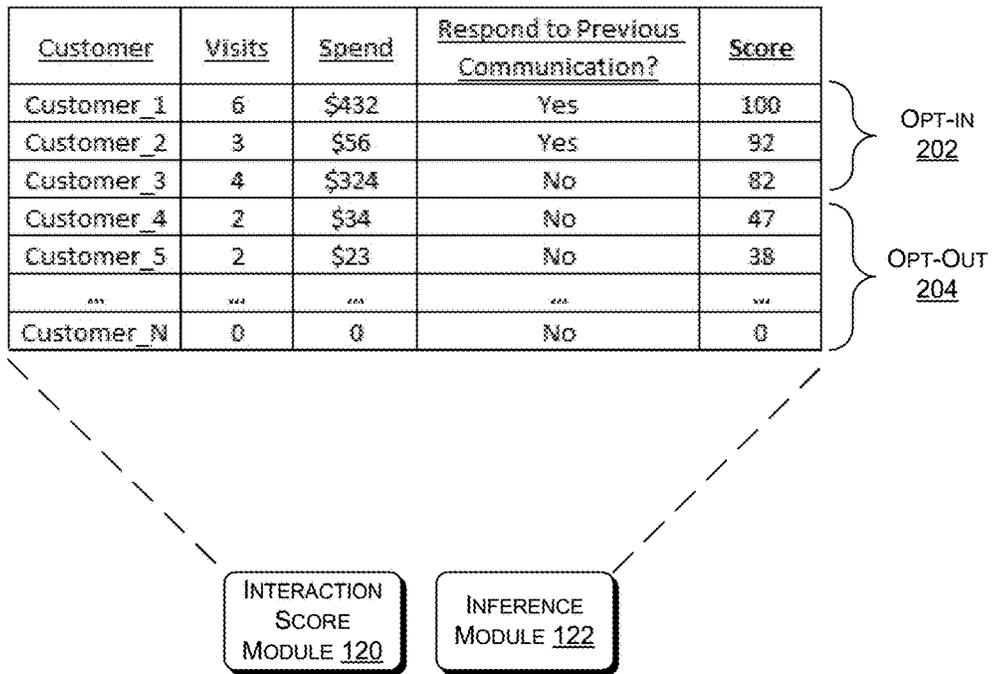 Customer Visits Spend Respond to Previous Communication? Score
Customer_1 6 $432 Yes 100
Customer_2 3 $56 Yes 92
Customer_3 4 $324 No 82
Customer_4 2 $34 No 47
Customer_5 2 $23 No 38
... ... ... ... ...
Customer_N 0 0 No 0
OPT-IN
202
OPT-OUT
204
INTERACTION
SCORE
MODULE 120
INFERENCE
MODULE 122